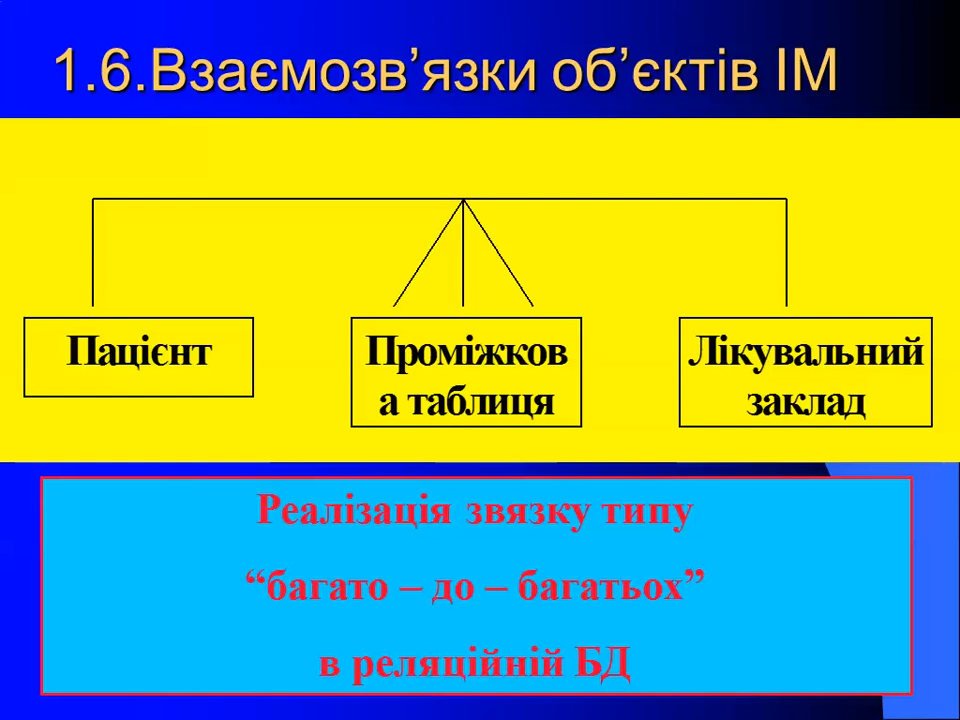 1.6.Взаємозв’язки об’єктів ІМ
Пацієнт
Проміжков
а таблиця
Лікувальний
заклад
Реалізація звязку типу
“багато – до – багатьох”
в реляційній БД